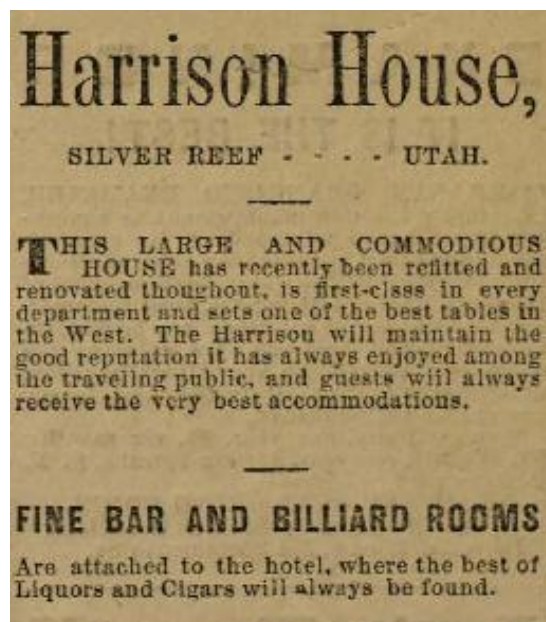 Harrison House,
SILVER REEF - - - - UTAH.
THIS LARGE AND COMMODIOUS
HOUSE has recently been refitted and
renovated thoughout, is first-clsss in every
department and sets one of the best tables in
the West. The Harrison will maintain the
good reputation it has always enjoyed among
the traveling public, and guests will always
receive the very best accommodations.
FINE BAR AND BILLIARD ROOMS
Are attached to the hotel, where the best of
Liquors and Cigars will always be found.